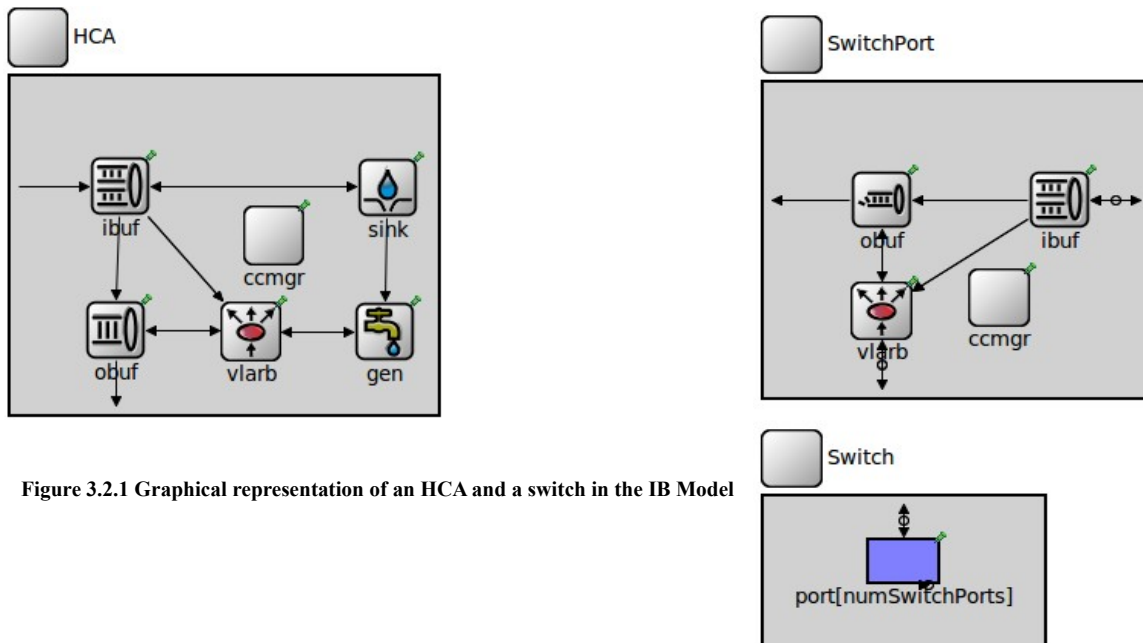 HCA
ibuf
sink
ccmgr
obuf
vlarb
gen
Figure 3.2.1 Graphical representation of an HCA and a switch in the IB Model
SwitchPort
obuf
ibuf
vlarb
ccmgr
Switch
port[numSwitchPorts]